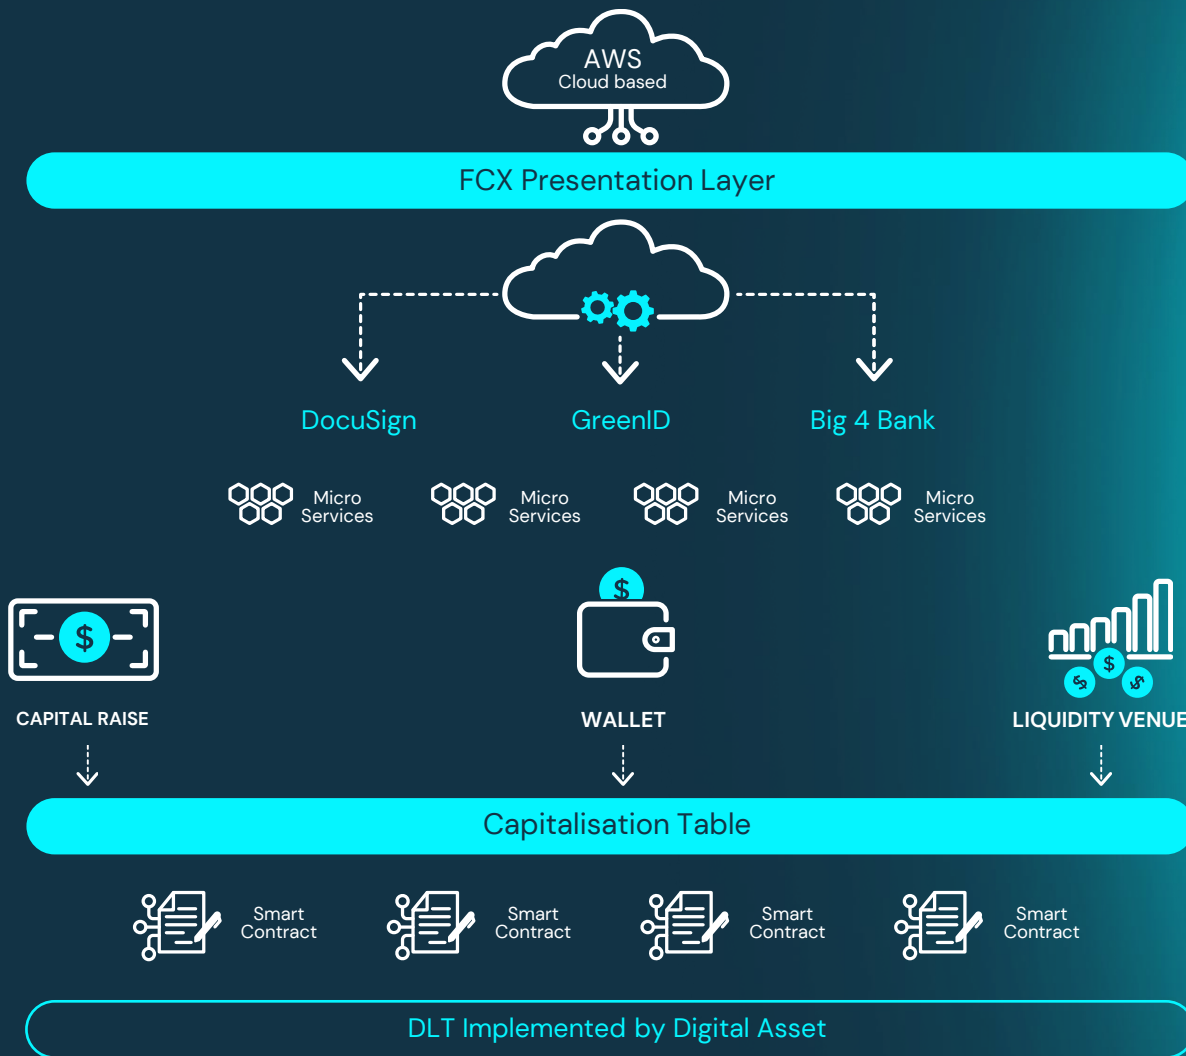 AWS
Cloud based
FCX Presentation Layer
DocuSign
GreenID
Big 4 Bank
Micro
Services
Micro
Services
Micro
Services
Micro
Services
$
$
$
$
$
CAPITAL RAISE
WALLET
LIQUIDITY VENUE
Capitalisation Table
Smart
Contract
Smart
Contract
Smart
Contract
Smart
Contract
DLT Implemented by Digital Asset